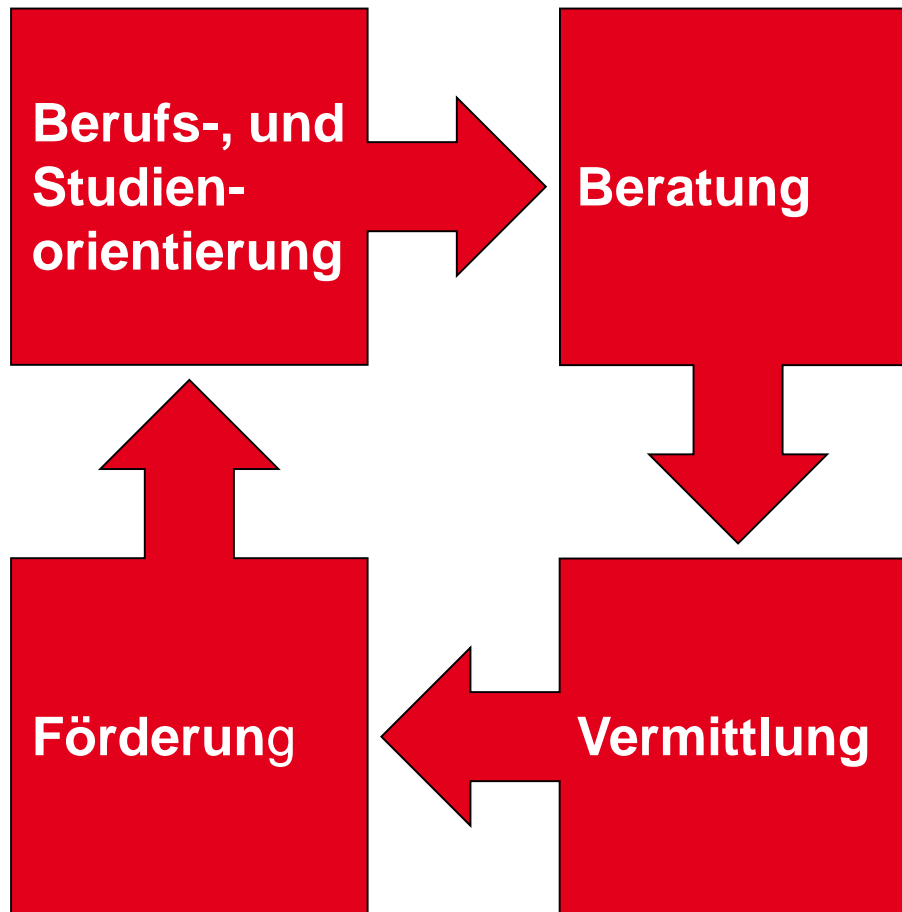 Berufs-, und
Studien-
orientierung
Beratung
Vermittlung
Förderung